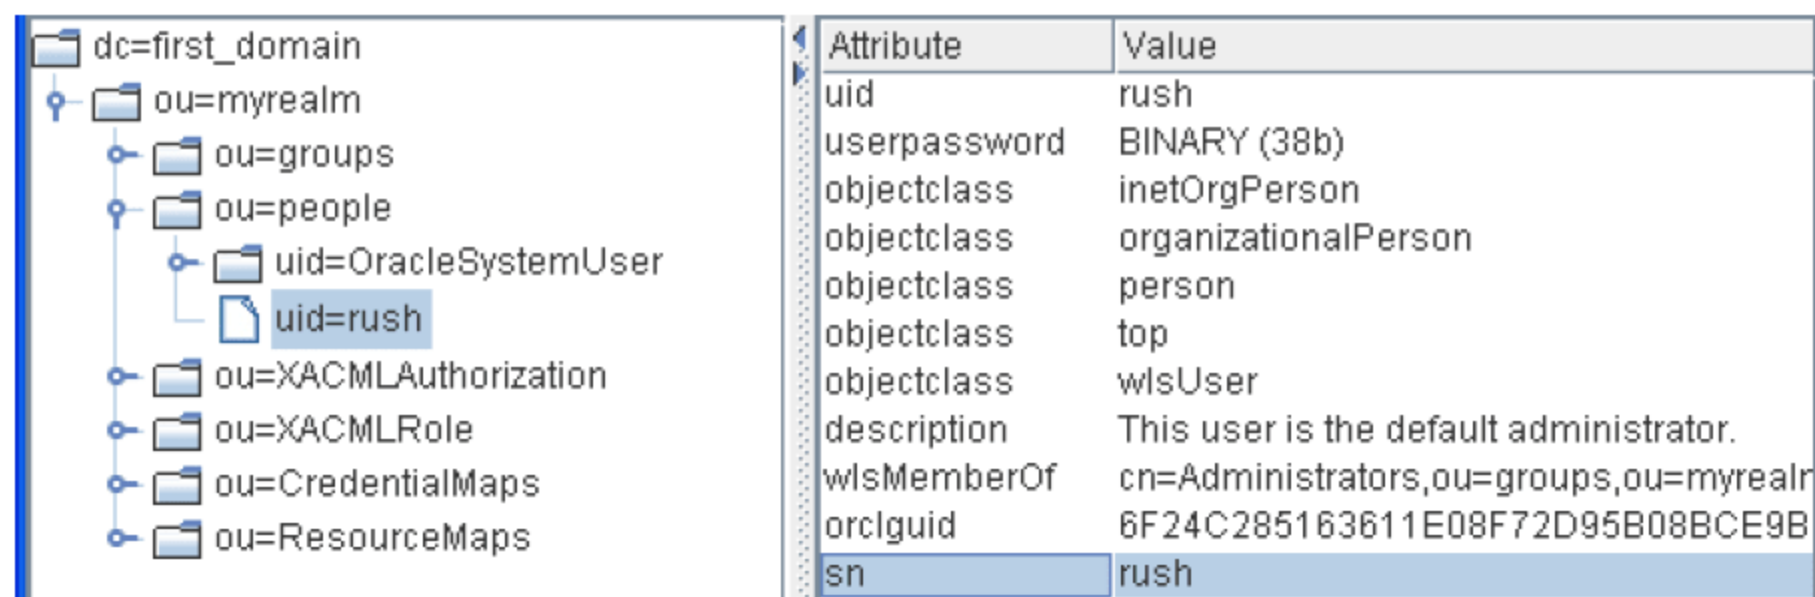 dc=first_domain
ou=myrealm
ou=groups
ou=people
uid=OracleSystemUser
uid=rush
ou=XACMLAuthorization
ou=XACMLRole
ou=CredentialMaps
ou=ResourceMaps
Attribute Value
uid rush
userpassword BINARY (38b)
objectclass inetOrgPerson
objectclass organizationalPerson
objectclass person
objectclass top
objectclass wlsUser
description This user is the default administrator.
wlsMemberOf cn=Administrators,ou=groups,ou=myrealm
orclguid 6F24C285163611E08F72D95B08BCE9B
sn rush